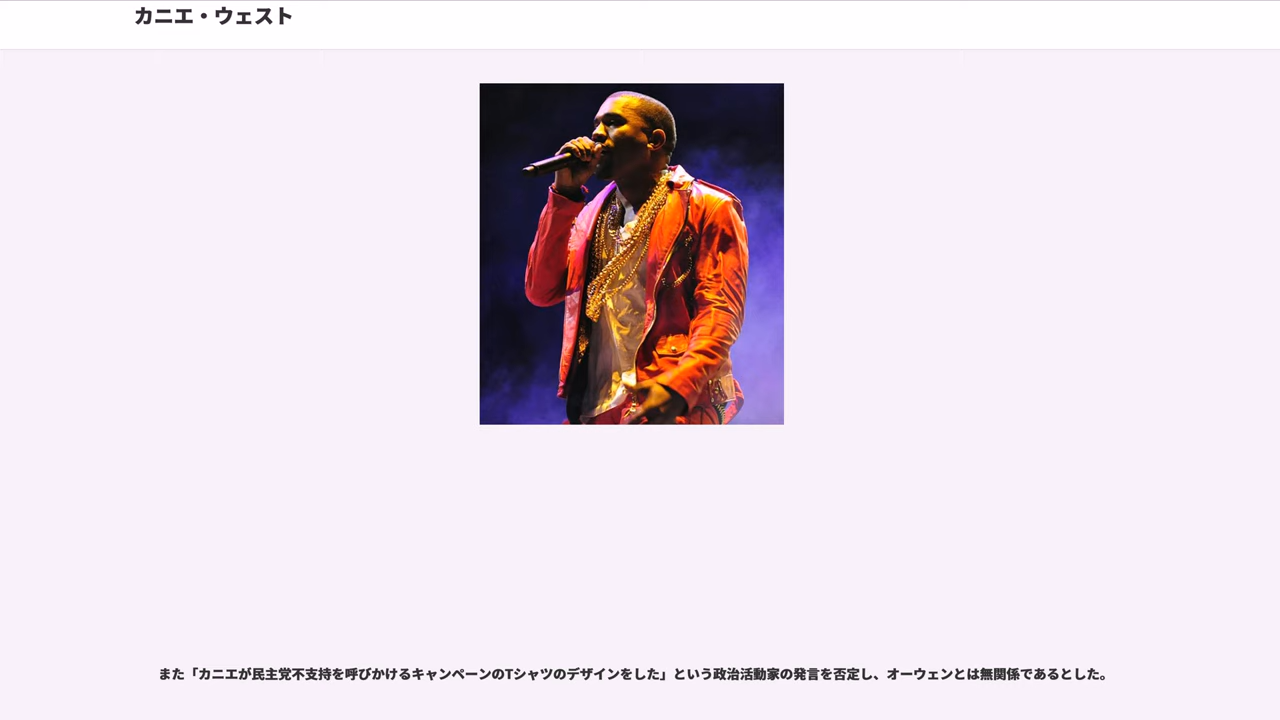 カニエ・ウェスト
また「カニエが民主党不支持を呼びかけるキャンペーンのTシャツのデザインをした」という政治活動家の発言を否定し、オーウェンとは無関係であるとした。